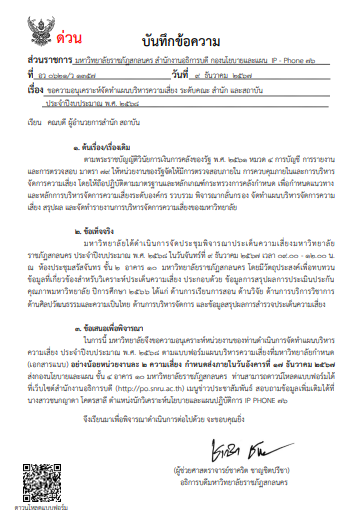 ด่วน
บันทึกข้อความ
ส่วนราชการ มหาวิทยาลัยราชภัฏสกลนคร สำนักงานอธิการบดี กองนโยบายและแผน IP - Phone ๗๖
ที่ อว ๐๖๒๑/ว ๑๓๕๗ วันที่ ๙ ธันวาคม ๒๕๖๗
เรื่อง ขอความอนุเคราะห์จัดทำแผนบริหารความเสี่ยง ระดับคณะ สำนัก และสถาบัน
ประจำปีงบประมาณ พ.ศ. ๒๕๖๘
เรียน คณบดี ผู้อำนวยการสำนัก สถาบัน
๑. ต้นเรื่อง/เรื่องเดิม
ตามพระราชบัญญัติวินัยการเงินการคลังของรัฐ พ.ศ. ๒๕๖๑ หมวด ๔ การบัญชี การรายงาน
และการตรวจสอบ มาตรา ๗๙ ให้หน่วยงานของรัฐจัดให้มีการตรวจสอบภายใน การควบคุมภายในและการบริหาร
จัดการความเสี่ยง โดยให้ถือปฏิบัติตามมาตรฐานและหลักเกณฑ์กระทรวงการคลังกำหนด เพื่อกำหนดแนวทาง
และหลักการบริหารจัดการความเสี่ยงระดับองค์กร รวบรวม พิจารณากลั่นกรอง จัดทำแผนบริหารจัดการความ
เสี่ยง สรุปผล และจัดทำรายงานการบริหารจัดการความเสี่ยงของมหาวิทยาลัย
๒. ข้อเท็จจริง
มหาวิทยาลัยได้ดำเนินการจัดประชุมพิจารณาประเด็นความเสี่ยงมหาวิทยาลัย
ประจำปีงบประมาณ พ.ศ. ๒๕๖๘ ในวันจันทร์ที่ ๙ ธันวาคม ๒๕๖๗ เวลา ๐๙.๐๐ - ๑๒.๐๐ น.
ณ ห้องประชุมสรัสจันทร ชั้น ๒ อาคาร ๑๐ มหาวิทยาลัยราชภัฏสกลนคร โดยมีวัตถุประสงค์เพื่อทบทวน
ข้อมูลที่เกี่ยวข้องสำหรับวิเคราะห์ประเด็นความเสี่ยง ประกอบด้วย ข้อมูลการสรุปผลการประเมินประกัน
คุณภาพมหาวิทยาลัย ปีการศึกษา ๒๕๖๖ ได้แก่ ด้านการเรียนการสอน ด้านวิจัย ด้านการบริการวิชาการ
ด้านศิลปวัฒนธรรมและความเป็นไทย ด้านการบริหารจัดการ และข้อมูลสรุปผลการสำรวจประเด็นความเสี่ยง
๓. ข้อเสนอเพื่อพิจารณา
ในการนี้ มหาวิทยาลัยจึงขอความอนุเคราะห์หน่วยงานของท่านดำเนินการจัดทำแผนบริหาร
ความเสี่ยง ประจำปีงบประมาณ พ.ศ. ๒๕๖๘ ตามแบบฟอร์มแผนบริหารความเสี่ยงที่มหาวิทยาลัยกำหนด
(เอกสารแนบ) อย่างน้อยหน่วยงานละ ๒ ความเสี่ยง กำหนดส่งภายในวันอังคารที่ ๑๗ ธันวาคม ๒๕๖๗
ส่งกองนโยบายและแผน ชั้น ๔ อาคาร ๑๐ มหาวิทยาลัยราชภัฏสกลนคร ท่านสามารถดาวน์โหลดแบบฟอร์มได้
ที่เว็บไซต์สำนักงานอธิการบดี (http://po.snru.ac.th) เมนูข่าวประชาสัมพันธ์ สอบถามข้อมูลเพิ่มเติมได้ที่
นางสาวชนกญาดา โคตรสาลี ตำแหน่งนักวิเคราะห์นโยบายและแผนปฏิบัติการ IP PHONE ๗๖
จึงเรียนมาเพื่อพิจารณาดำเนินการต่อไปด้วย จะขอบคุณยิ่ง
(ผู้ช่วยศาสตราจารย์ชาคริต ชาญชิตปรีชา)
อธิการบดีมหาวิทยาลัยราชภัฏสกลนคร
ดาวน์โหลดแบบฟอร์ม